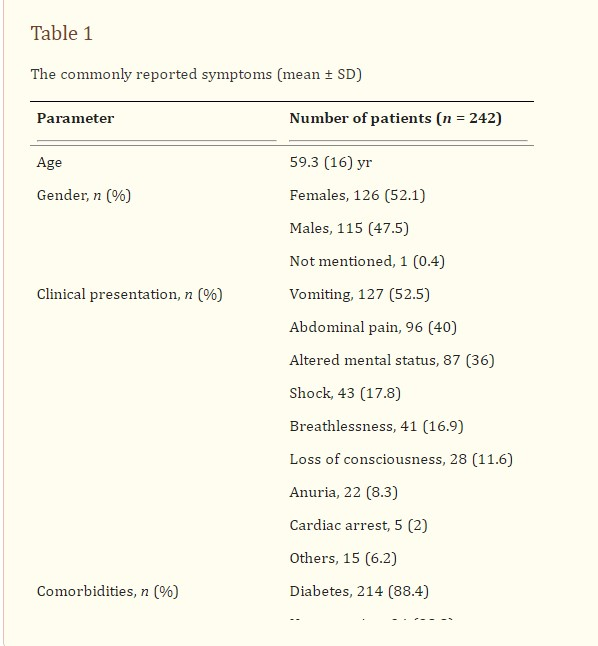 Table 1
The commonly reported symptoms (mean ± SD)
Parameter Number of patients (n = 242)
Age 59.3 (16) yr
Gender, n (%) Females, 126 (52.1)
Males, 115 (47.5)
Not mentioned, 1 (0.4)
Clinical presentation, n (%) Vomiting, 127 (52.5)
Abdominal pain, 96 (40)
Altered mental status, 87 (36)
Shock, 43 (17.8)
Breathlessness, 41 (16.9)
Loss of consciousness, 28 (11.6)
Anuria, 22 (8.3)
Cardiac arrest, 5 (2)
Others, 15 (6.2)
Comorbidities, n (%) Diabetes, 214 (88.4)